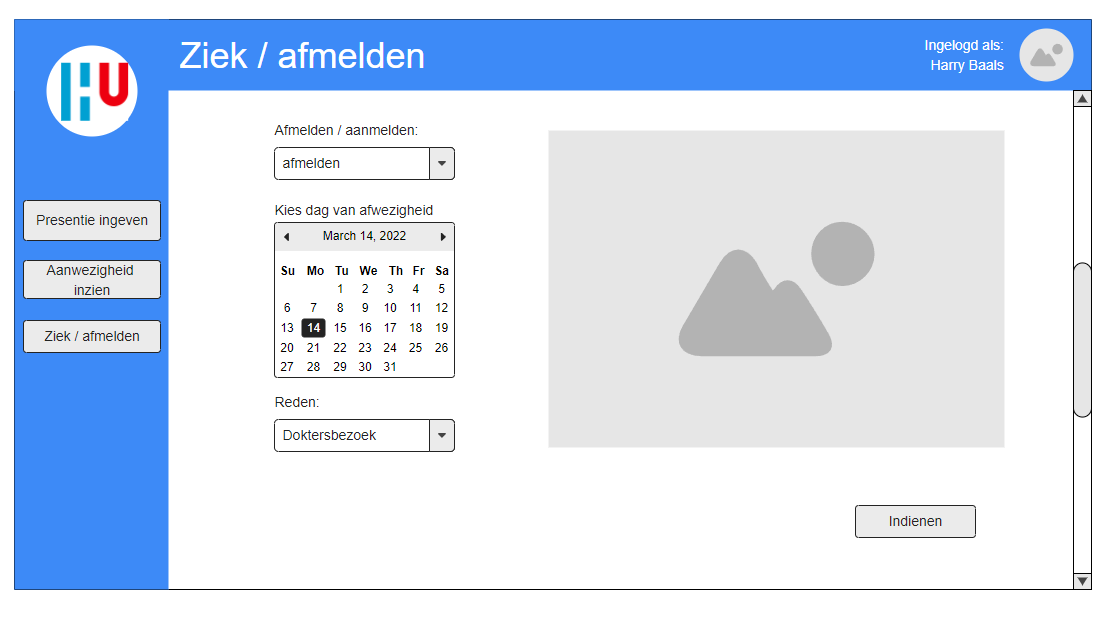 HU
Ziek / afmelden
Ingelogd als:
Harry Baals
Presentie ingeven
Aanwezigheid
inzien
Ziek / afmelden
Afmelden / aanmelden:
afmelden
Kies dag van afwezigheid
March 14, 2022
Su Mo Tu We Th Fr Sa
1 2 3 4 5
6 7 8 9 10 11 12
13 14 15 16 17 18 19
20 21 22 23 24 25 26
27 28 29 30 31
Reden:
Doktersbezoek
Indienen